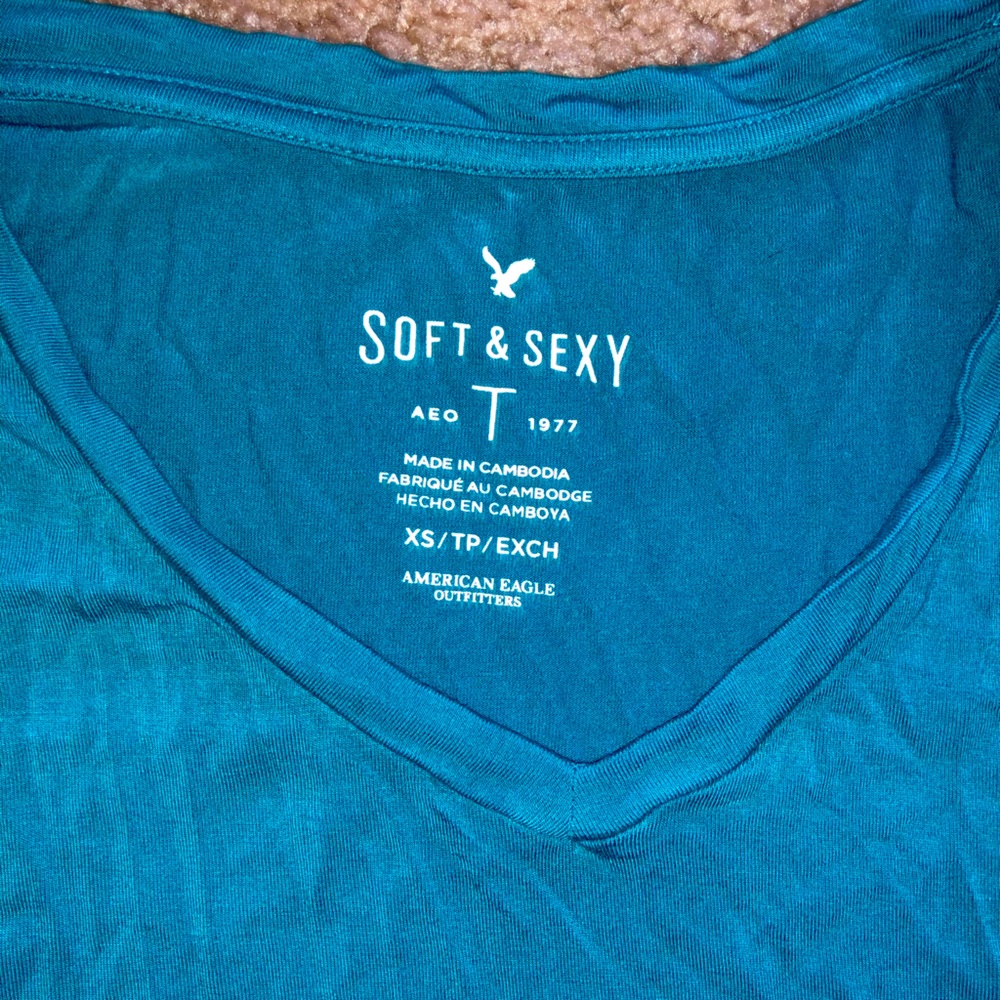 SOFT & SEXY
AEO T 1977
MADE IN CAMBODIA
FABRIQUÉ AU CAMBODGE
HECHO EN CAMBOYA
XS/TP/EXCH
AMERICAN EAGLE
OUTFITTERS